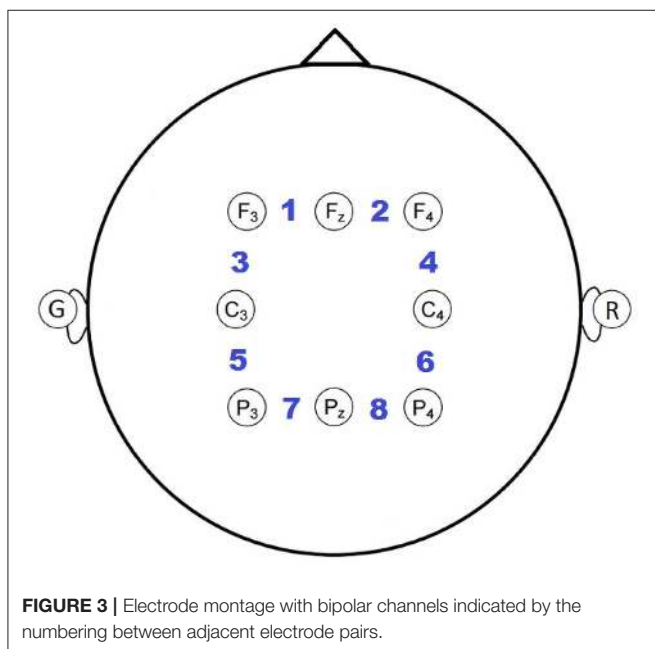 F3 1 Fz 2 F4
3 4
G C3 C4 R
5 6
P3 7 Pz 8 P4
FIGURE 3 | Electrode montage with bipolar channels indicated by the
numbering between adjacent electrode pairs.